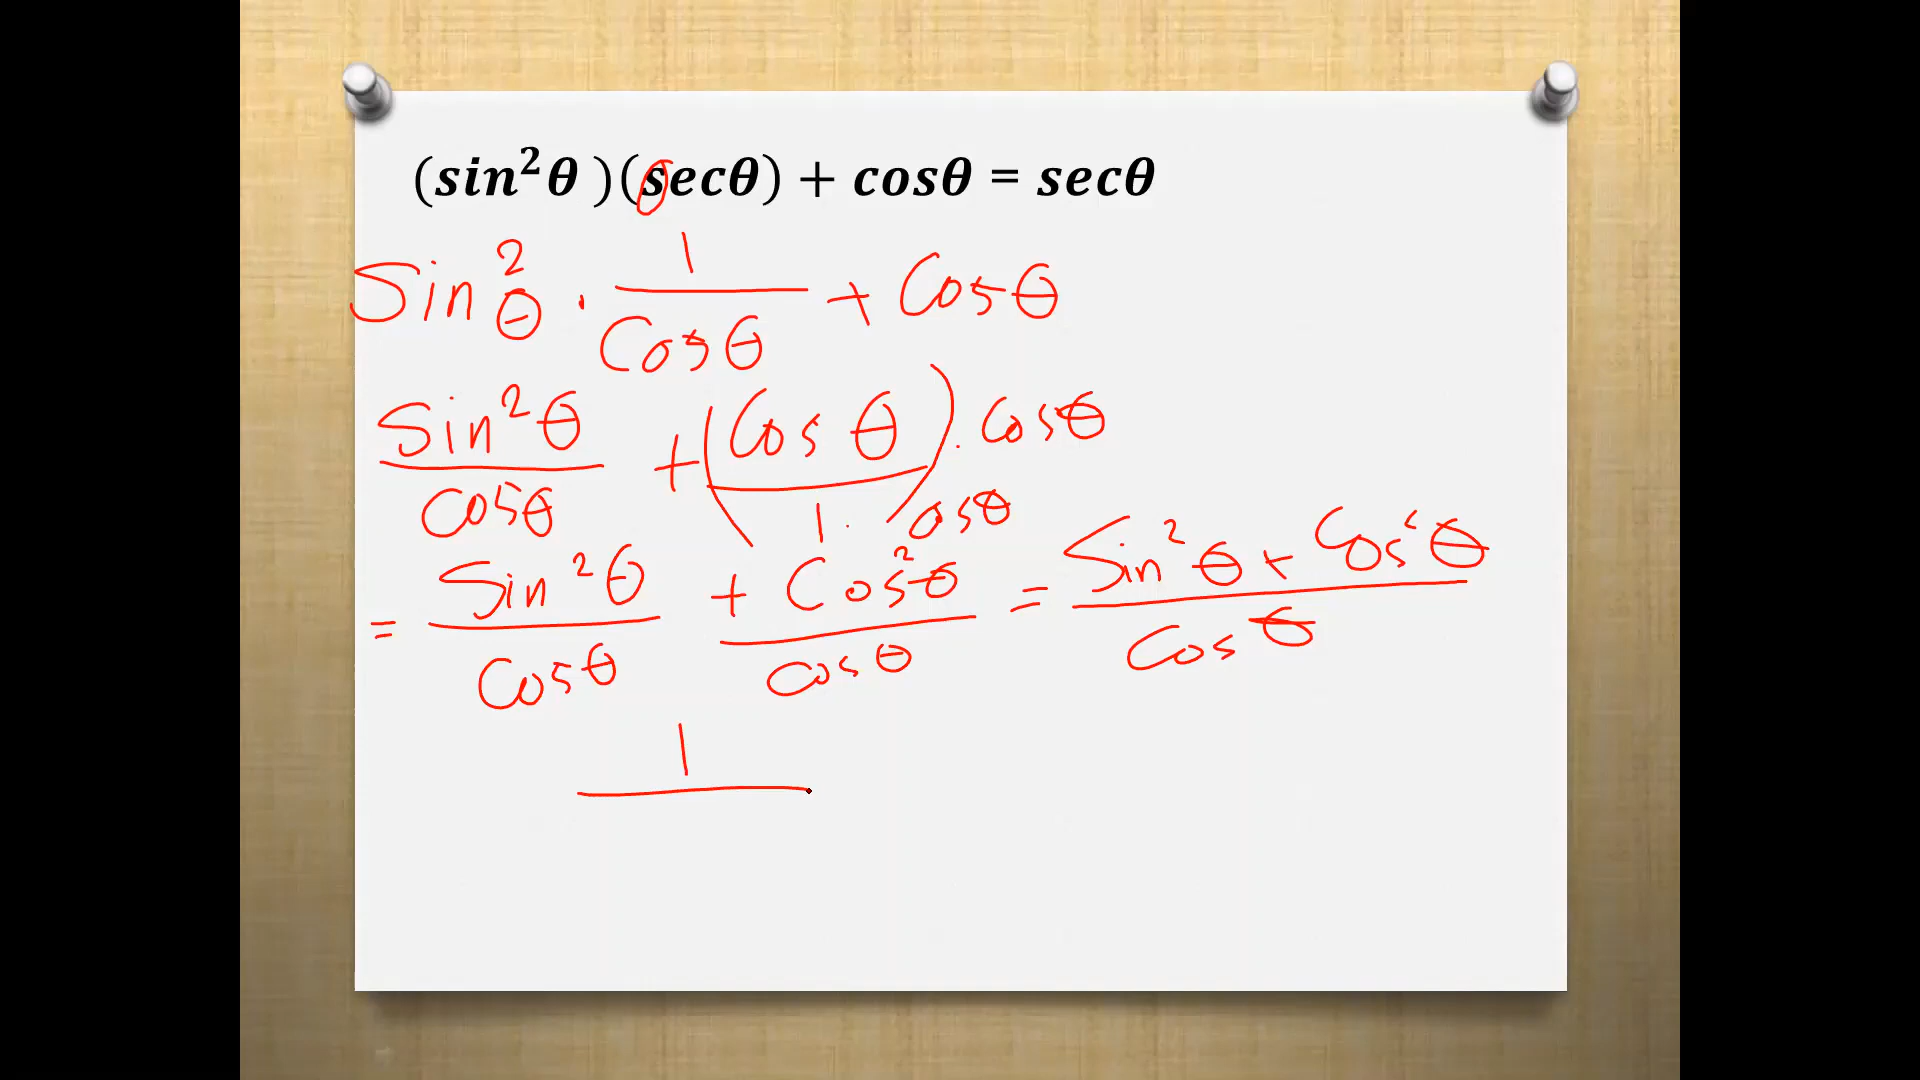 (sin²θ )(secθ) + cosθ = secθ
Sin²θ · 1/Cosθ + Cosθ
Sin²θ/cosθ + (Cosθ/1) · cosθ/cosθ
= Sin²θ/Cosθ + Cos²θ/cosθ = Sin²θ + Cos²θ/Cosθ
1